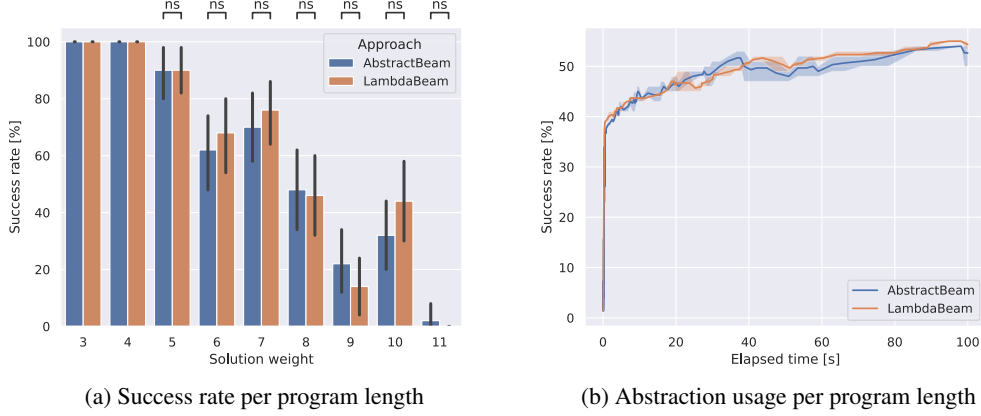 ns ns ns ns ns ns ns
100
80
60
40
20
0
Success rate [%]
Approach
AbstractBeam
LambdaBeam
3 4 5 6 7 8 9 10 11
Solution weight
(a) Success rate per program length
50
40
30
20
10
0
Success rate [%]
AbstractBeam
LambdaBeam
0 20 40 60 80 100
Elapsed time [s]
(b) Abstraction usage per program length